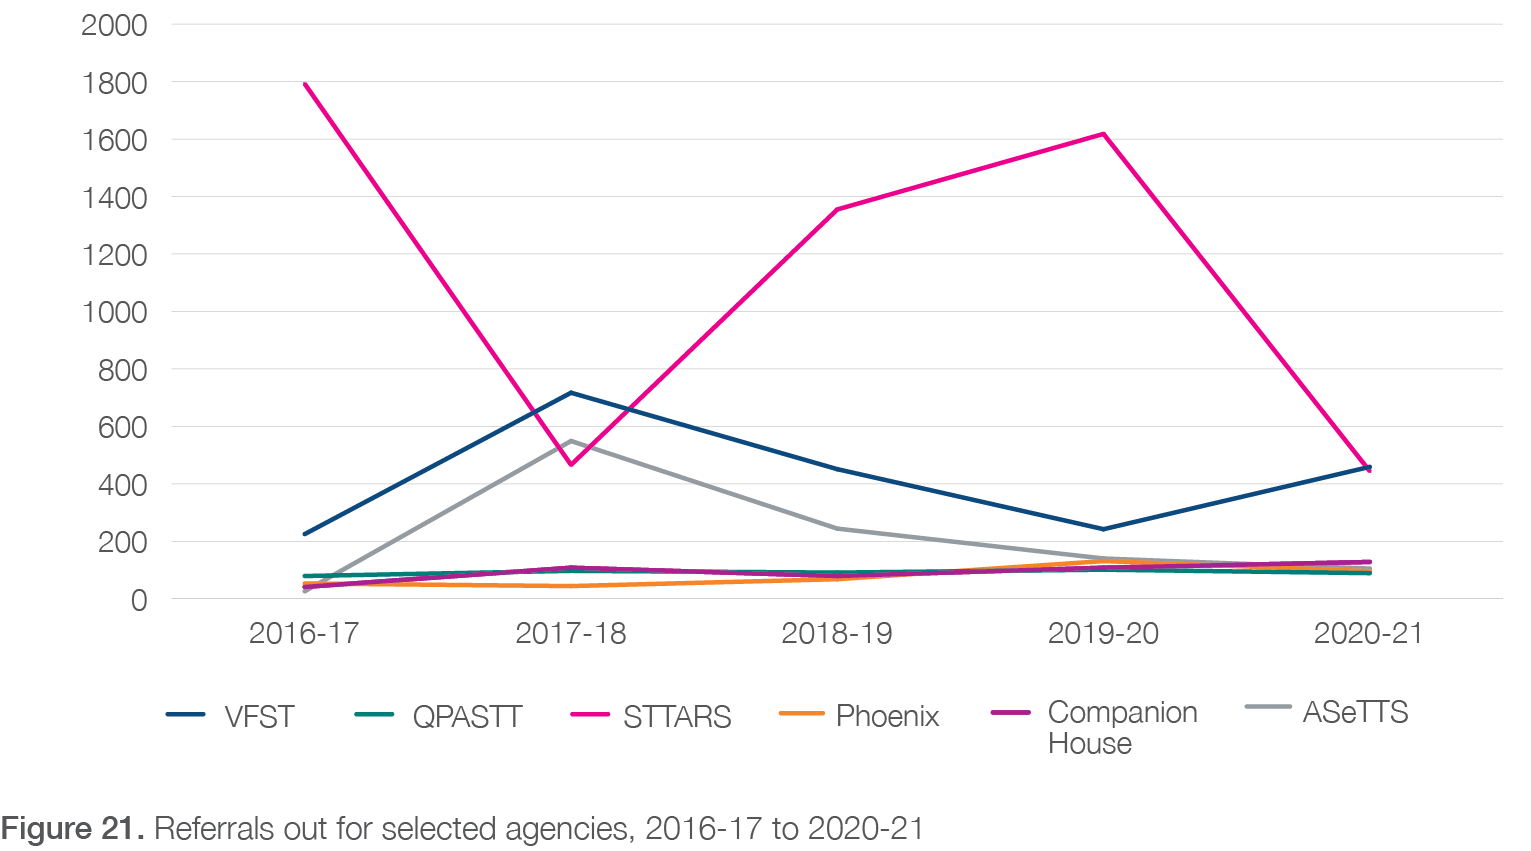 2000
1800
1600
1400
1200
1000
800
600
400
200
0
2016-17 2017-18 2018-19 2019-20 2020-21
VFST QPASTT STTARS Phoenix Companion ASeTTS
House
Figure 21. Referrals out for selected agencies, 2016-17 to 2020-21